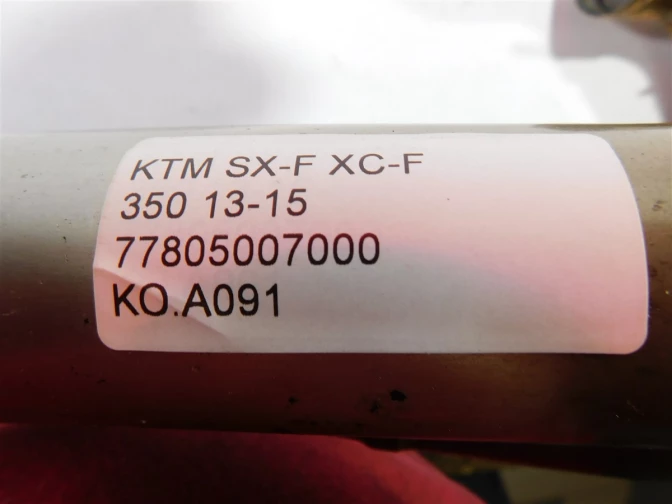 KTM SX-F XC-F
350 13-15
77805007000
KO.A091